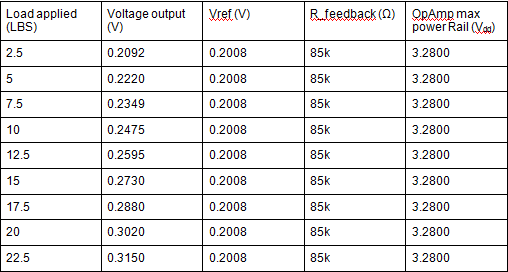 Load applied (LBS) Voltage output (V) Vref (V) R_feedback (Ω) OpAmp max power Rail (Vdd)
2.5 0.2092 0.2008 85k 3.2800
5 0.2220 0.2008 85k 3.2800
7.5 0.2349 0.2008 85k 3.2800
10 0.2475 0.2008 85k 3.2800
12.5 0.2595 0.2008 85k 3.2800
15 0.2730 0.2008 85k 3.2800
17.5 0.2880 0.2008 85k 3.2800
20 0.3020 0.2008 85k 3.2800
22.5 0.3150 0.2008 85k 3.2800